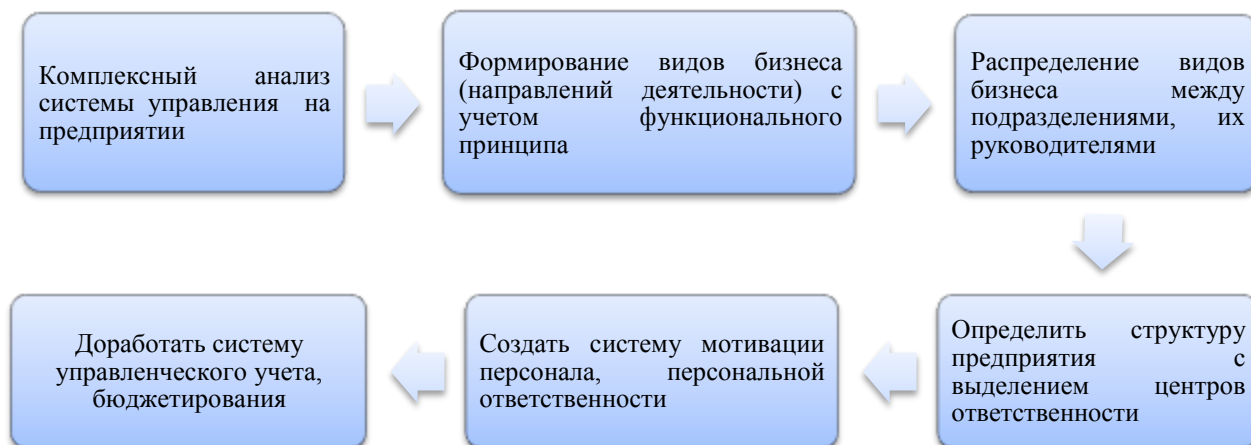 Комплексный анализ
системы управления на
предприятии
Формирование видов бизнеса
(направлений деятельности) с
учетом функционального
принципа
Распределение видов
бизнеса между
подразделениями, их
руководителями
Определить структуру
предприятия с
выделением центров
ответственности
Создать систему мотивации
персонала, персональной
ответственности
Доработать систему
управленческого учета,
бюджетирования